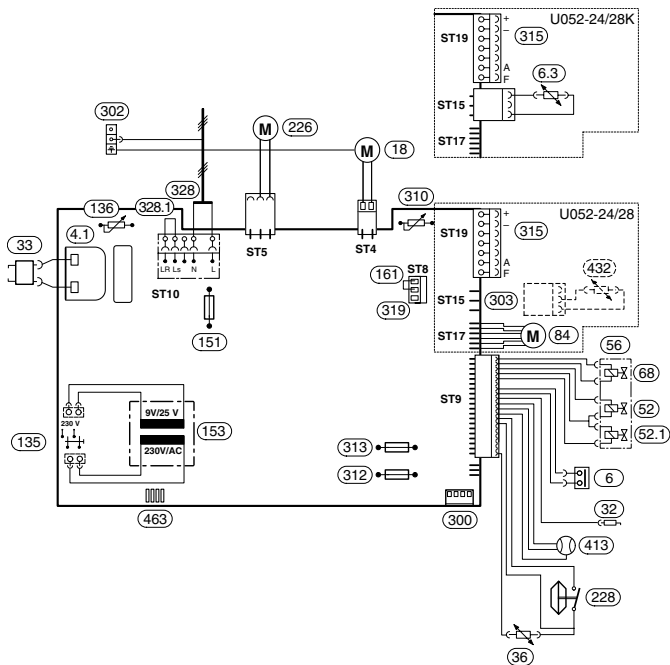 U052-24/28K
ST19
+
–
315
A
F
6.3
ST15
ST17
302
M
226
M
18
328
136
328.1
310
U052-24/28
33
4.1
ST19
+
–
315
A
F
LR Ls N L
ST5
ST4
ST10
161
ST8
319
ST15
303
432
151
ST17
M
84
56
68
ST9
52
52.1
9V/25 V
153
230 V
135
230V/AC
313
312
6
463
300
32
413
228
36